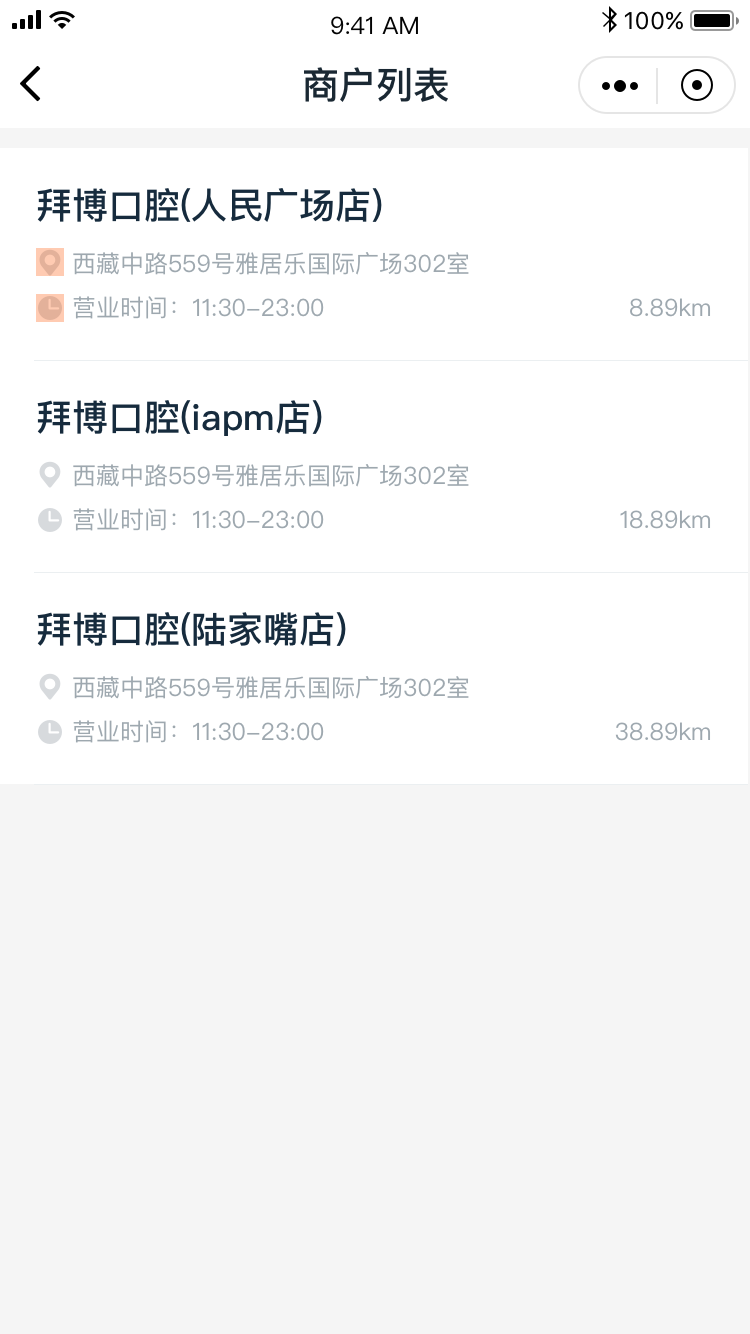 9:41 AM
100%
商户列表
拜博口腔(人民广场店)
西藏中路559号雅居乐国际广场302室
营业时间：11:30-23:00 8.89km
拜博口腔(iapm店)
西藏中路559号雅居乐国际广场302室
营业时间：11:30-23:00 18.89km
拜博口腔(陆家嘴店)
西藏中路559号雅居乐国际广场302室
营业时间：11:30-23:00 38.89km